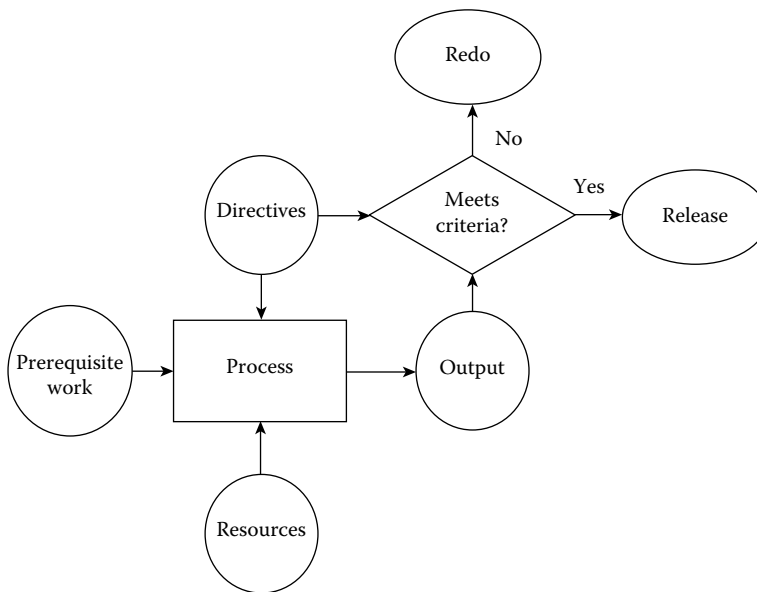 Redo
No
Yes
Directives
Meets
criteria?
Release
Prerequisite
work
Process
Output
Resources